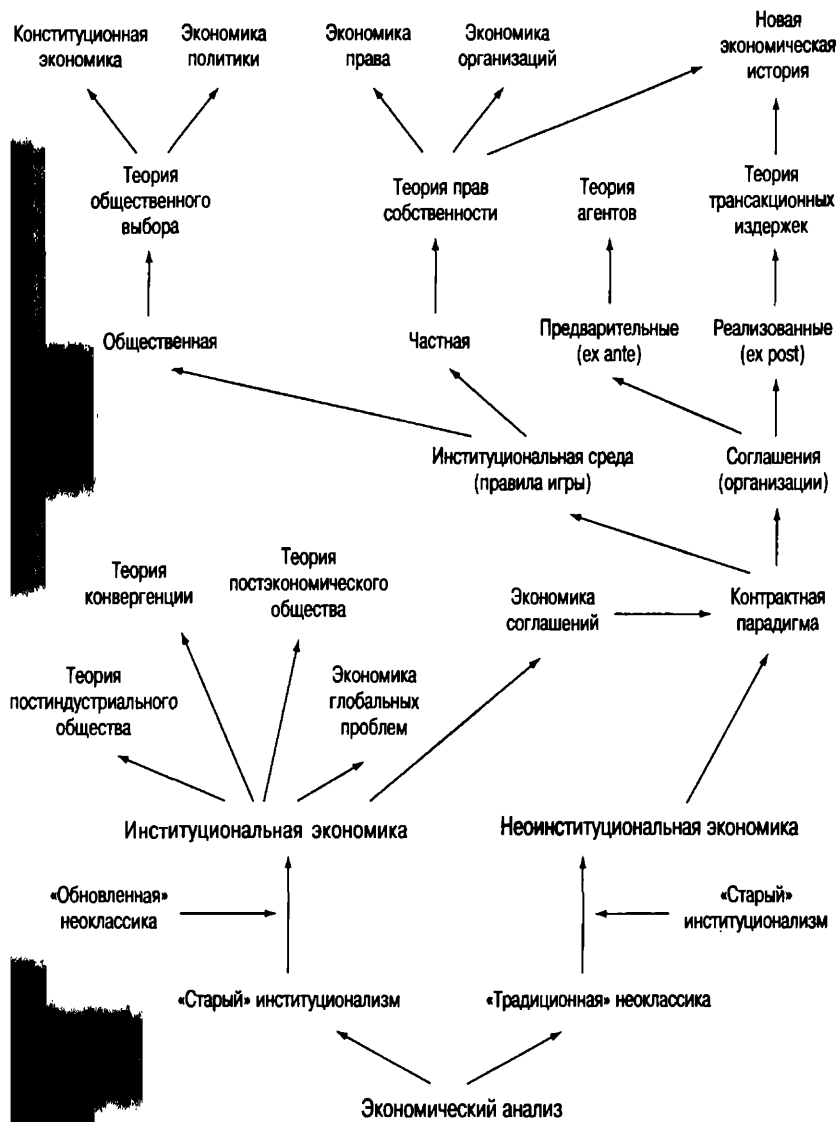 Конституционная
экономика
Экономика
политики
Экономика
права
Экономика
организаций
Новая
экономическая
история
Теория
общественного
выбора
Теория прав
собственности
Теория
агентов
Теория
трансакционных
издержек
Общественная
Частная
Предварительные
(ex ante)
Реализованные
(ex post)
Институциональная среда
(правила игры)
Соглашения
(организации)
Теория
конвергенции
Теория
постэкономического
общества
Экономика
соглашений
Контрактная
парадигма
Теория
постиндустриального
общества
Экономика
глобальных
проблем
Институциональная экономика
Неоинституциональная экономика
«Обновленная»
неоклассика
«Старый»
институционализм
«Старый» институционализм
«Традиционная» неоклассика
Экономический анализ